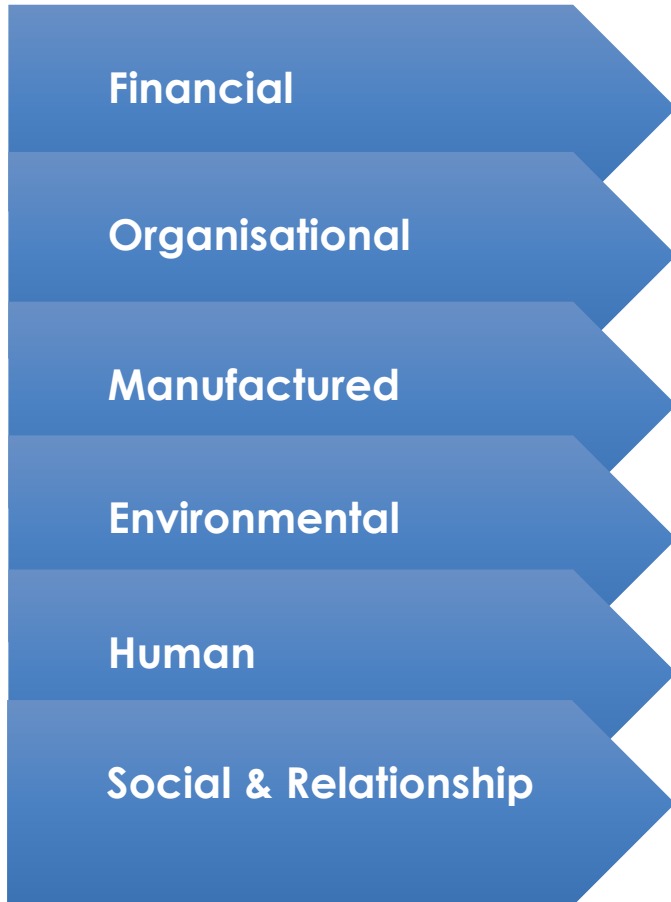 Financial
Organisational
Manufactured
Environmental
Human
Social & Relationship